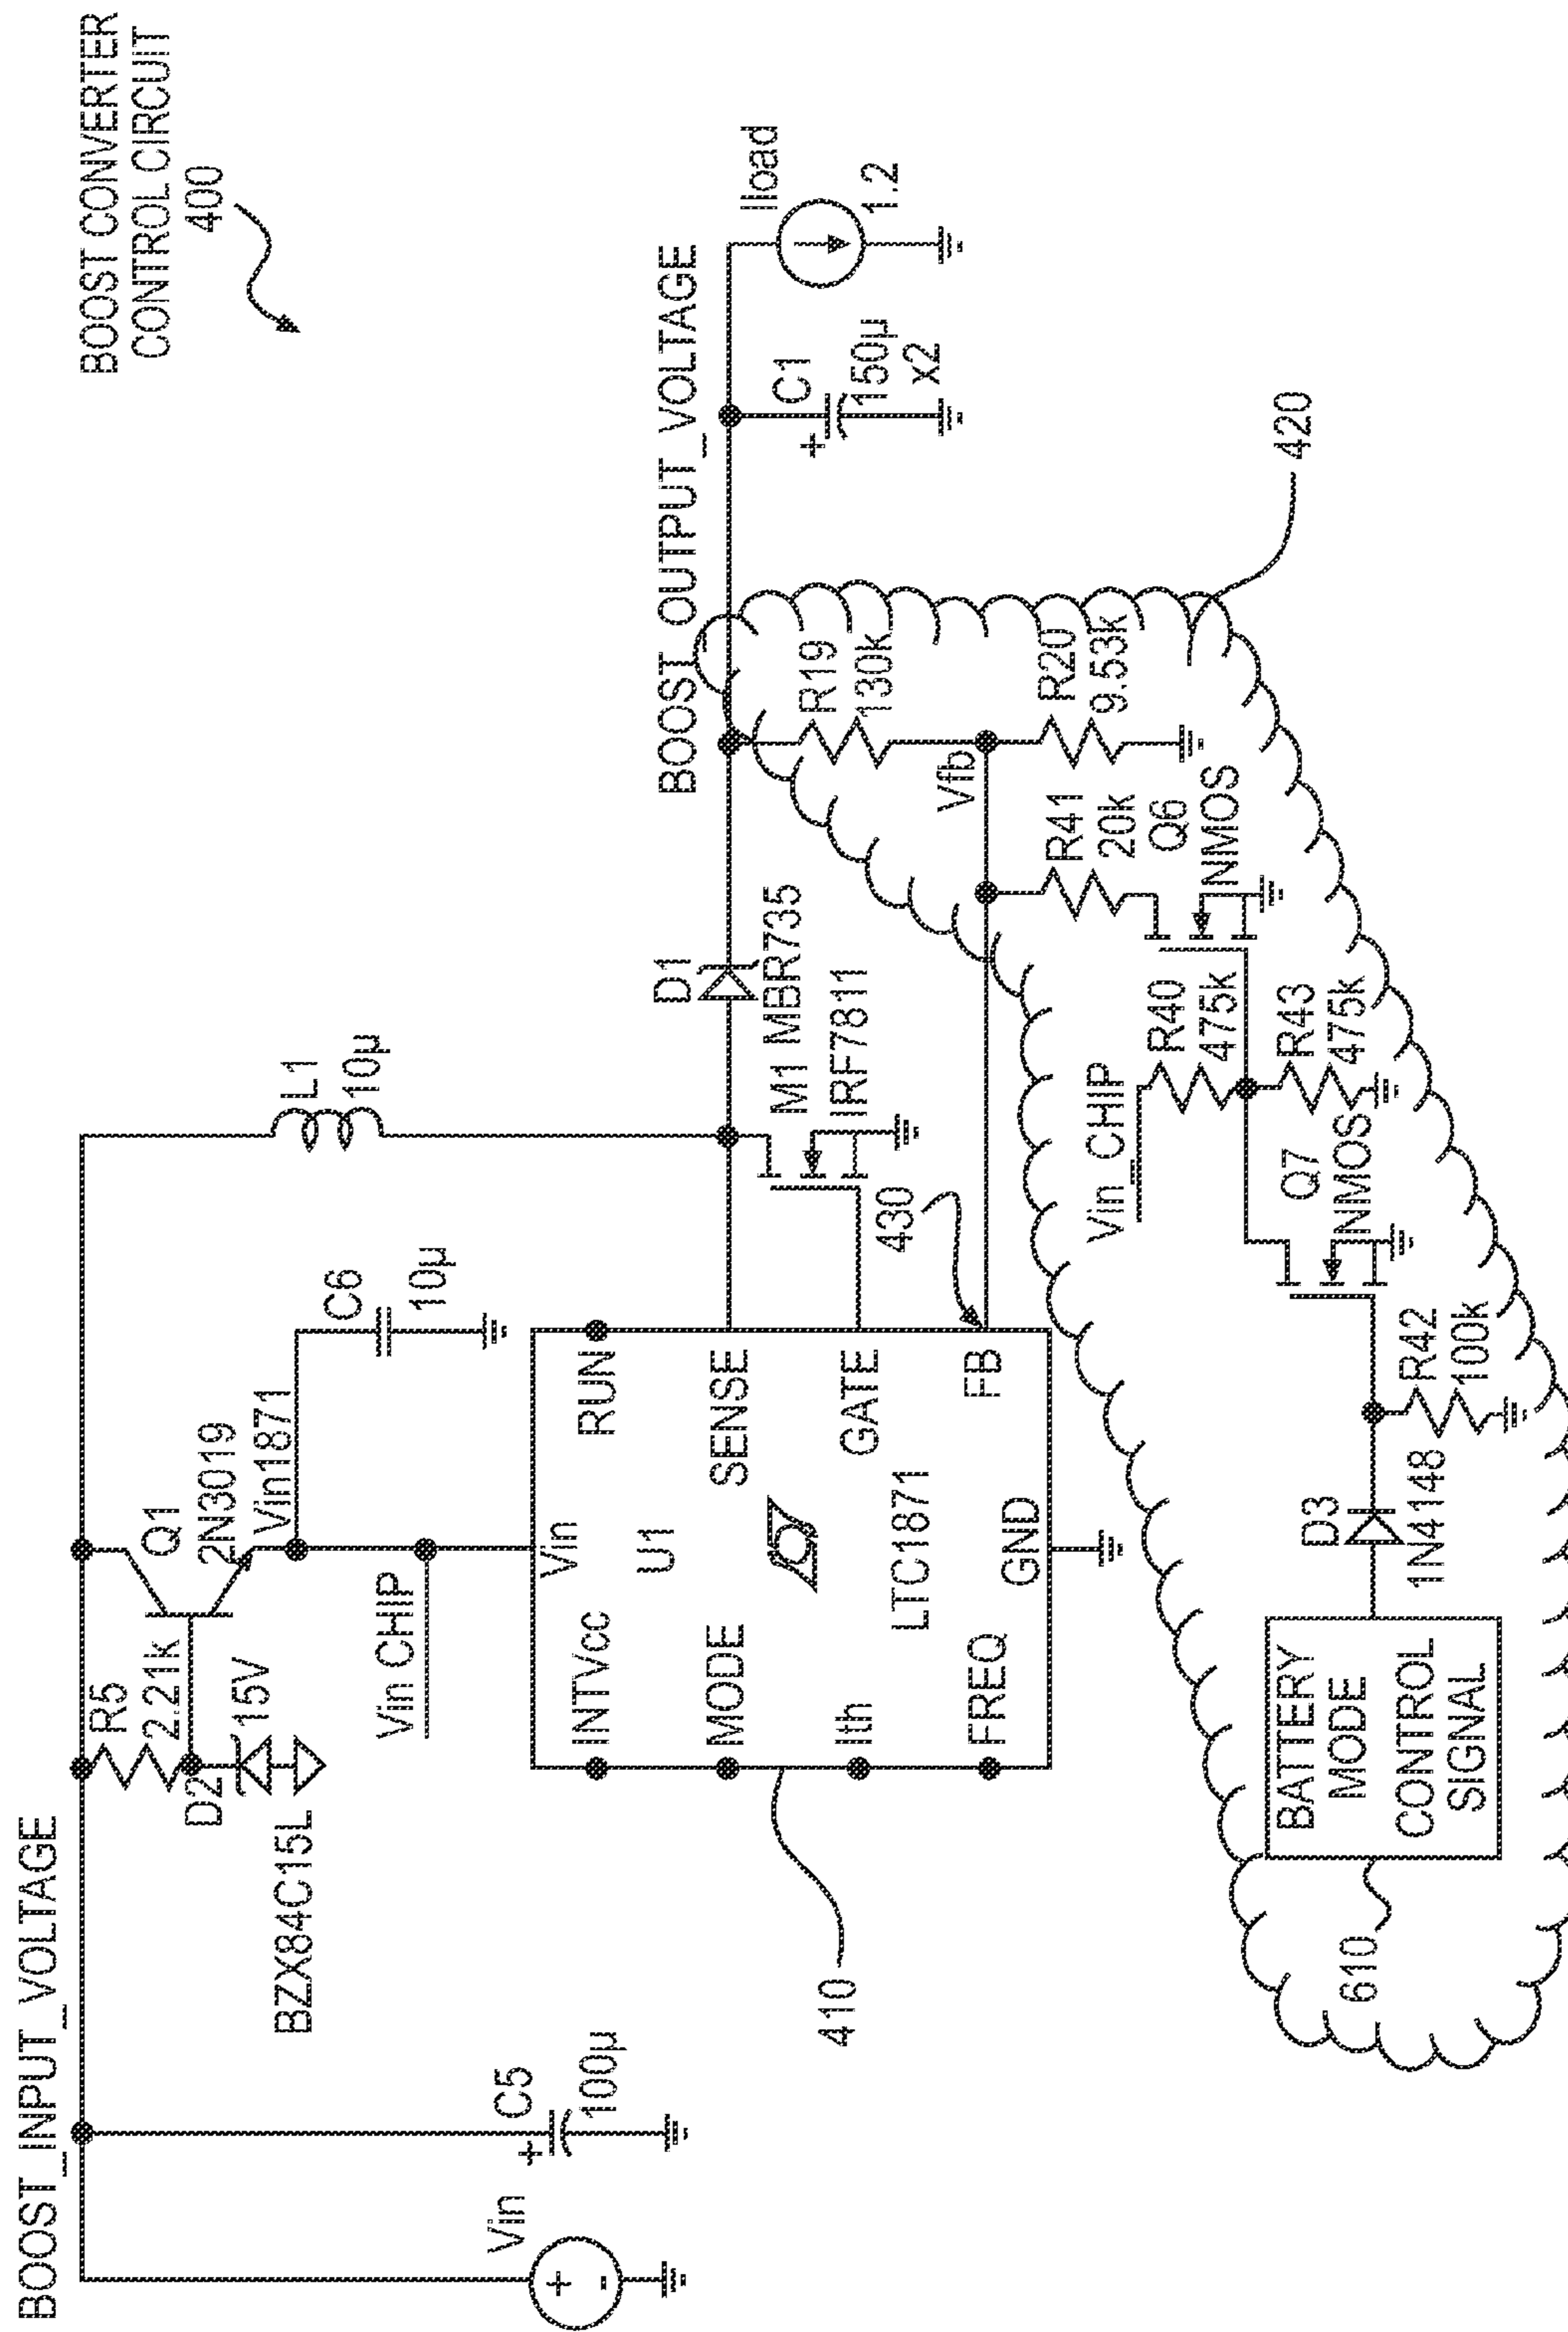 BOOST CONVERTER
CONTROL CIRCUIT
400
BOOST_INPUT_VOLTAGE
Vin
+
-
C5
+
100µ
R5
2.21k
D2
15V
BZX84C15L
Q1
2N3019
Vin1871
C6
10µ
Vin CHIP
L1
10µ
Vin
RUN
INTVcc
U1
MODE
SENSE
Ith
GATE
LTC1871
FREQ
GND
FB
410
430
M1
IRF7811
D1
MBR735
BOOST_OUTPUT_VOLTAGE
C1
+
150µ
x2
Iload
1.2
R19
130k
Vfb
R20
9.53k
R41
20k
Q6
NMOS
Vin_CHIP
R40
475k
R43
475k
Q7
NMOS
R42
100k
D3
1N4148
BATTERY
MODE
CONTROL
SIGNAL
610
420